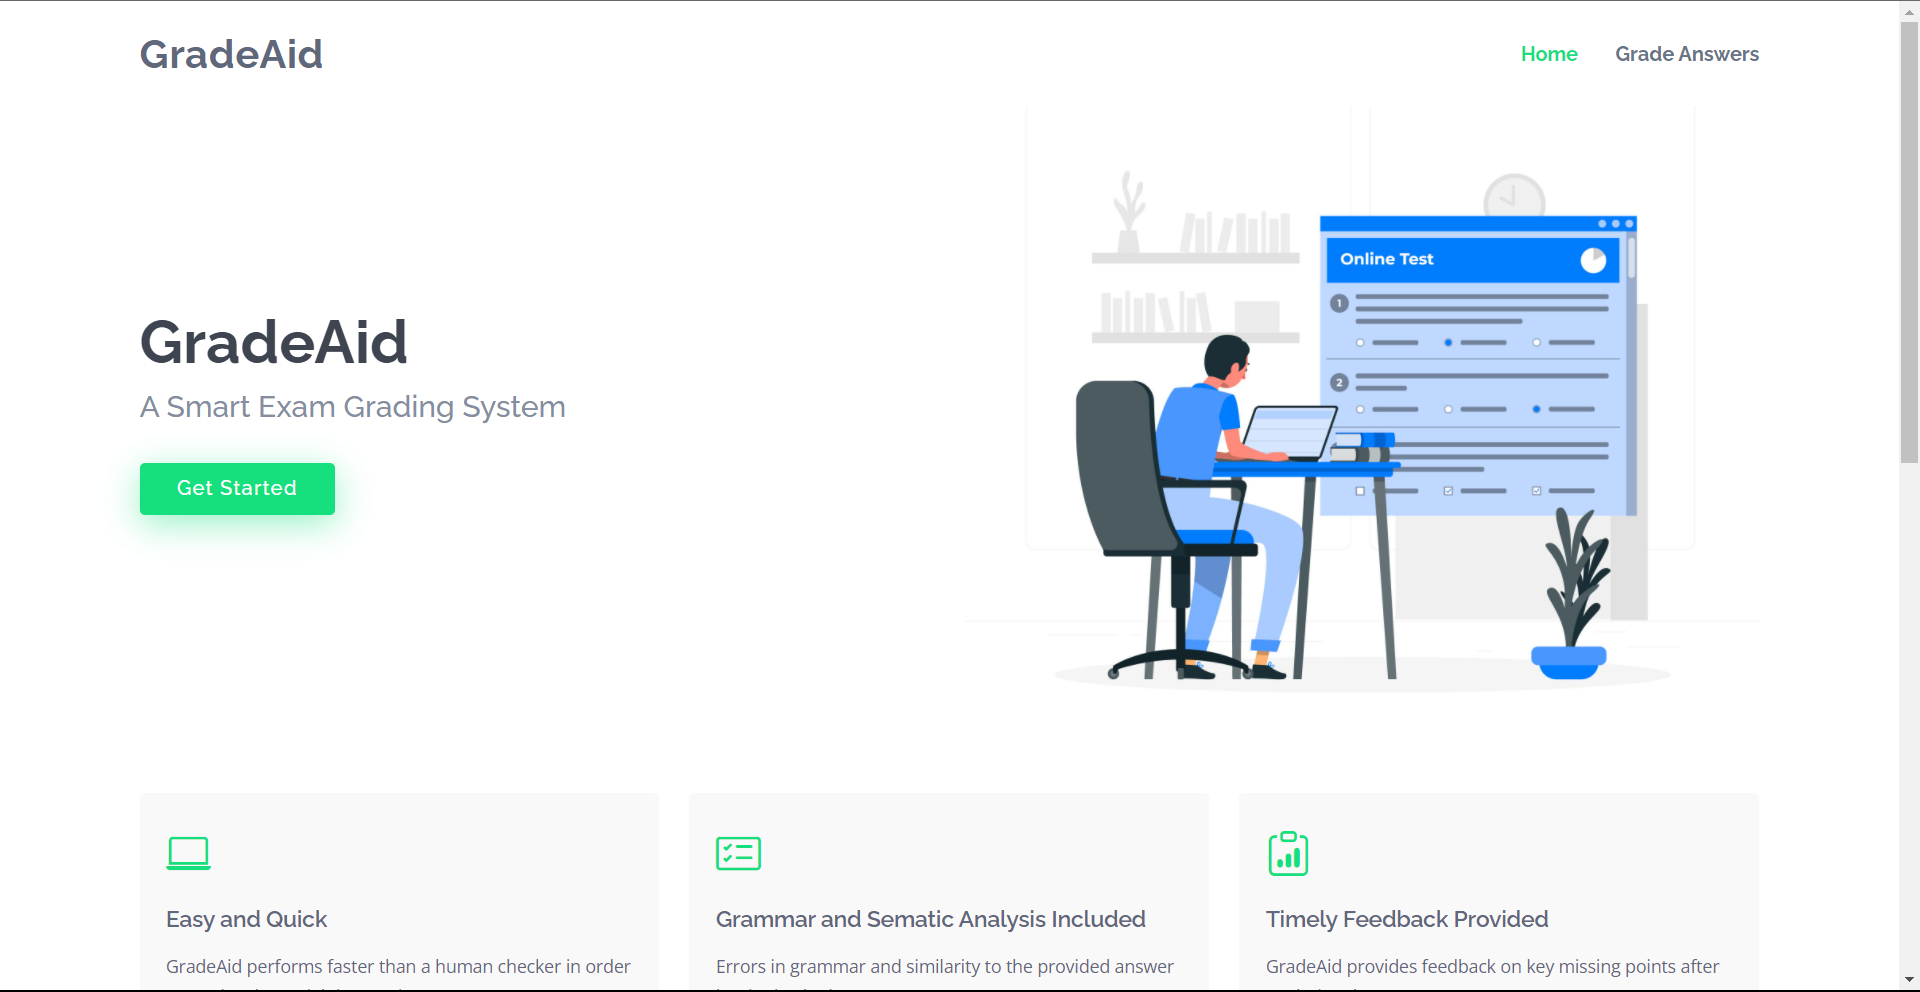 GradeAid
Home
Grade Answers
Online Test
1
2
GradeAid
A Smart Exam Grading System
Get Started
Easy and Quick
GradeAid performs faster than a human checker in order
Grammar and Sematic Analysis Included
Errors in grammar and similarity to the provided answer
Timely Feedback Provided
GradeAid provides feedback on key missing points after